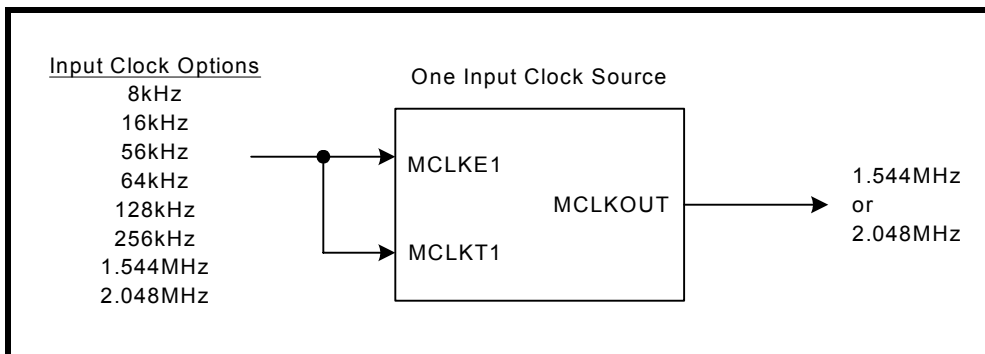 Input Clock Options
8kHz
16kHz
56kHz
64kHz
128kHz
256kHz
1.544MHz
2.048MHz
One Input Clock Source
MCLKE1
MCLKT1
MCLKOUT
1.544MHz
or
2.048MHz